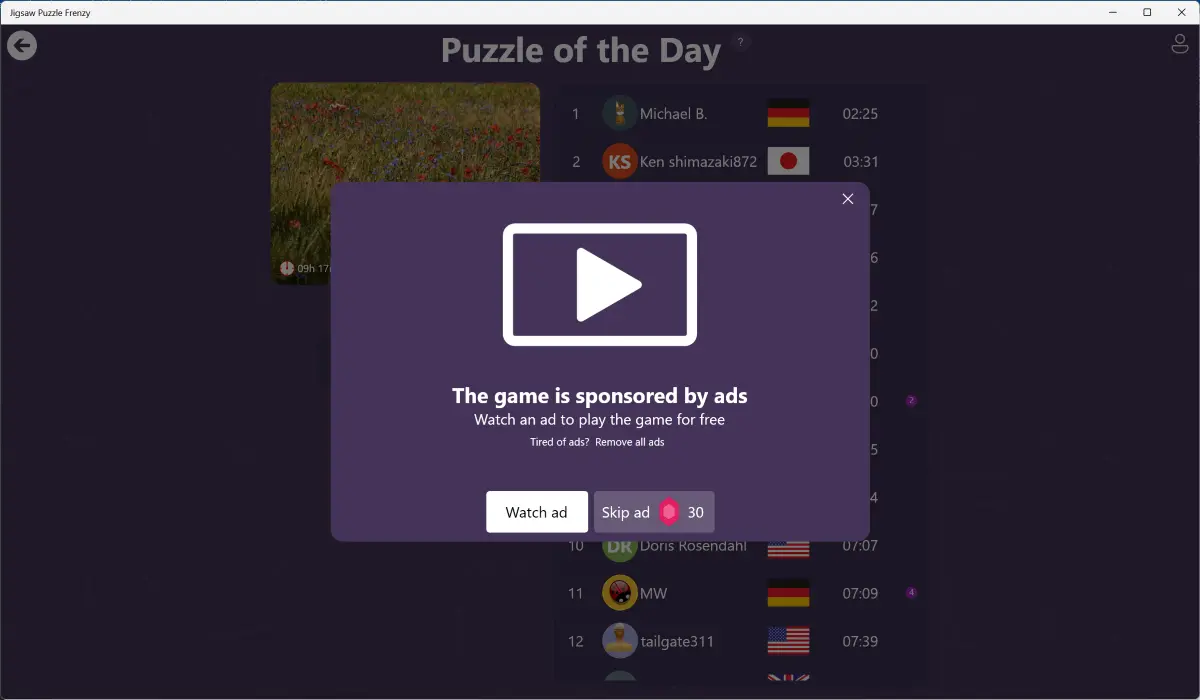 Jigsaw Puzzle Frenzy
Puzzle of the Day ?
1 Michael B. 02:25
2 KS Ken shimazaki872 03:31
7
09h 17
6
2
0
The game is sponsored by ads
0 2
Watch an ad to play the game for free
Tired of ads? Remove all ads
5
4
Watch ad
Skip ad 30
10 DR Doris Rosendahl 07:07
11 MW 07:09 4
12 tailgate311 07:39